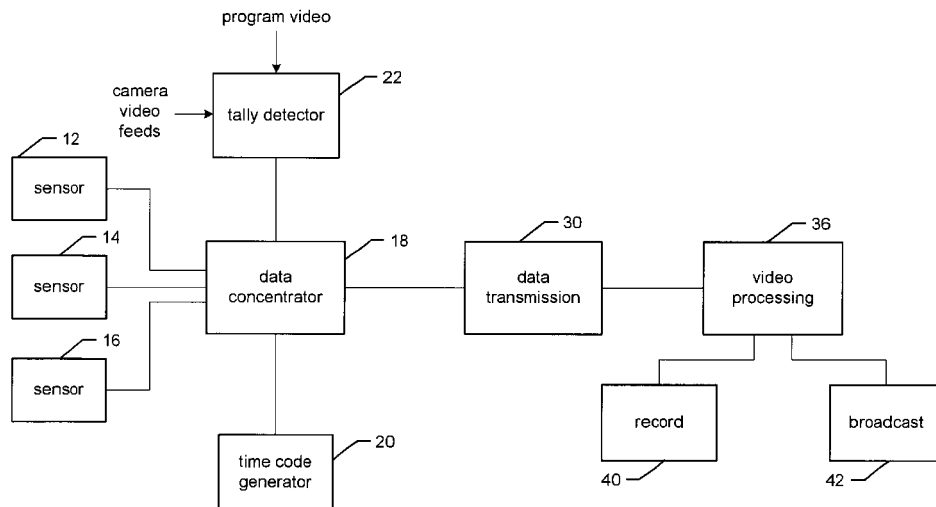 program video
22
camera
video
feeds
tally detector
12
sensor
14
sensor
16
sensor
18
data
concentrator
30
data
transmission
36
video
processing
20
time code
generator
record
40
broadcast
42